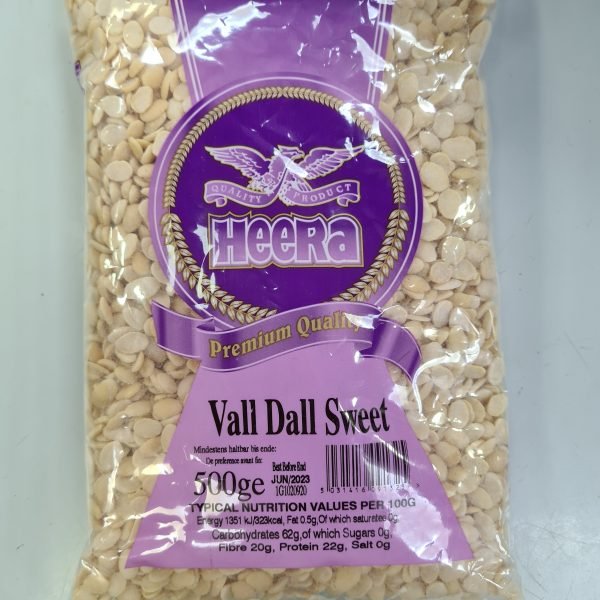 QUALITY PRODUCT
HEERA
Premium Quality
Vall Dall Sweet
Mindestens haltbar bis ende:
De preference avant fin:
Best Before End
JUN/2023
1G1020920
500ge
TYPICAL NUTRITION VALUES PER 100G
Energy 1351 kJ/323kcal, Fat 0.5g,Of which saturates 0g,
Carbohydrates 62g,of which Sugars 0g,
Fibre 20g, Protein 22g, Salt 0g